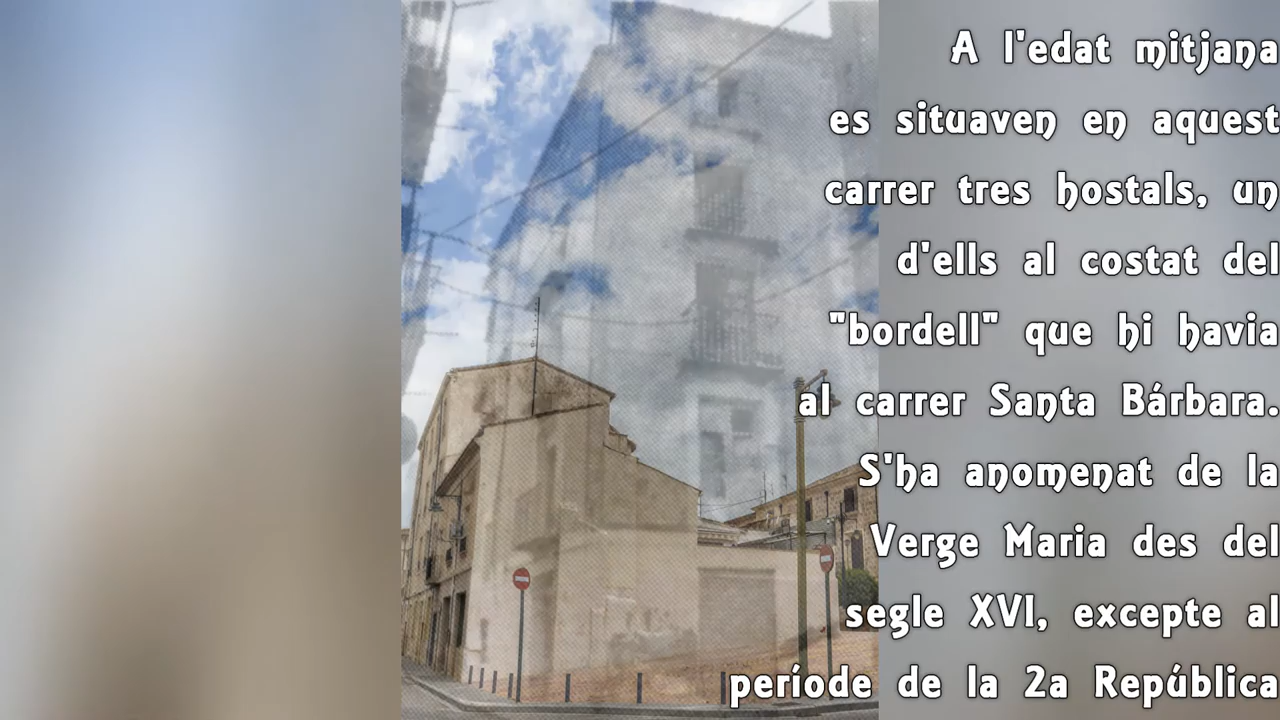 A l'edat mitjana
es situaven en aquest
carrer tres hostals, un
d'ells al costat del
"bordell" que hi havia
al carrer Santa Bárbara.
S'ha anomenat de la
Verge Maria des del
segle XVI, excepte al
període de la 2a República